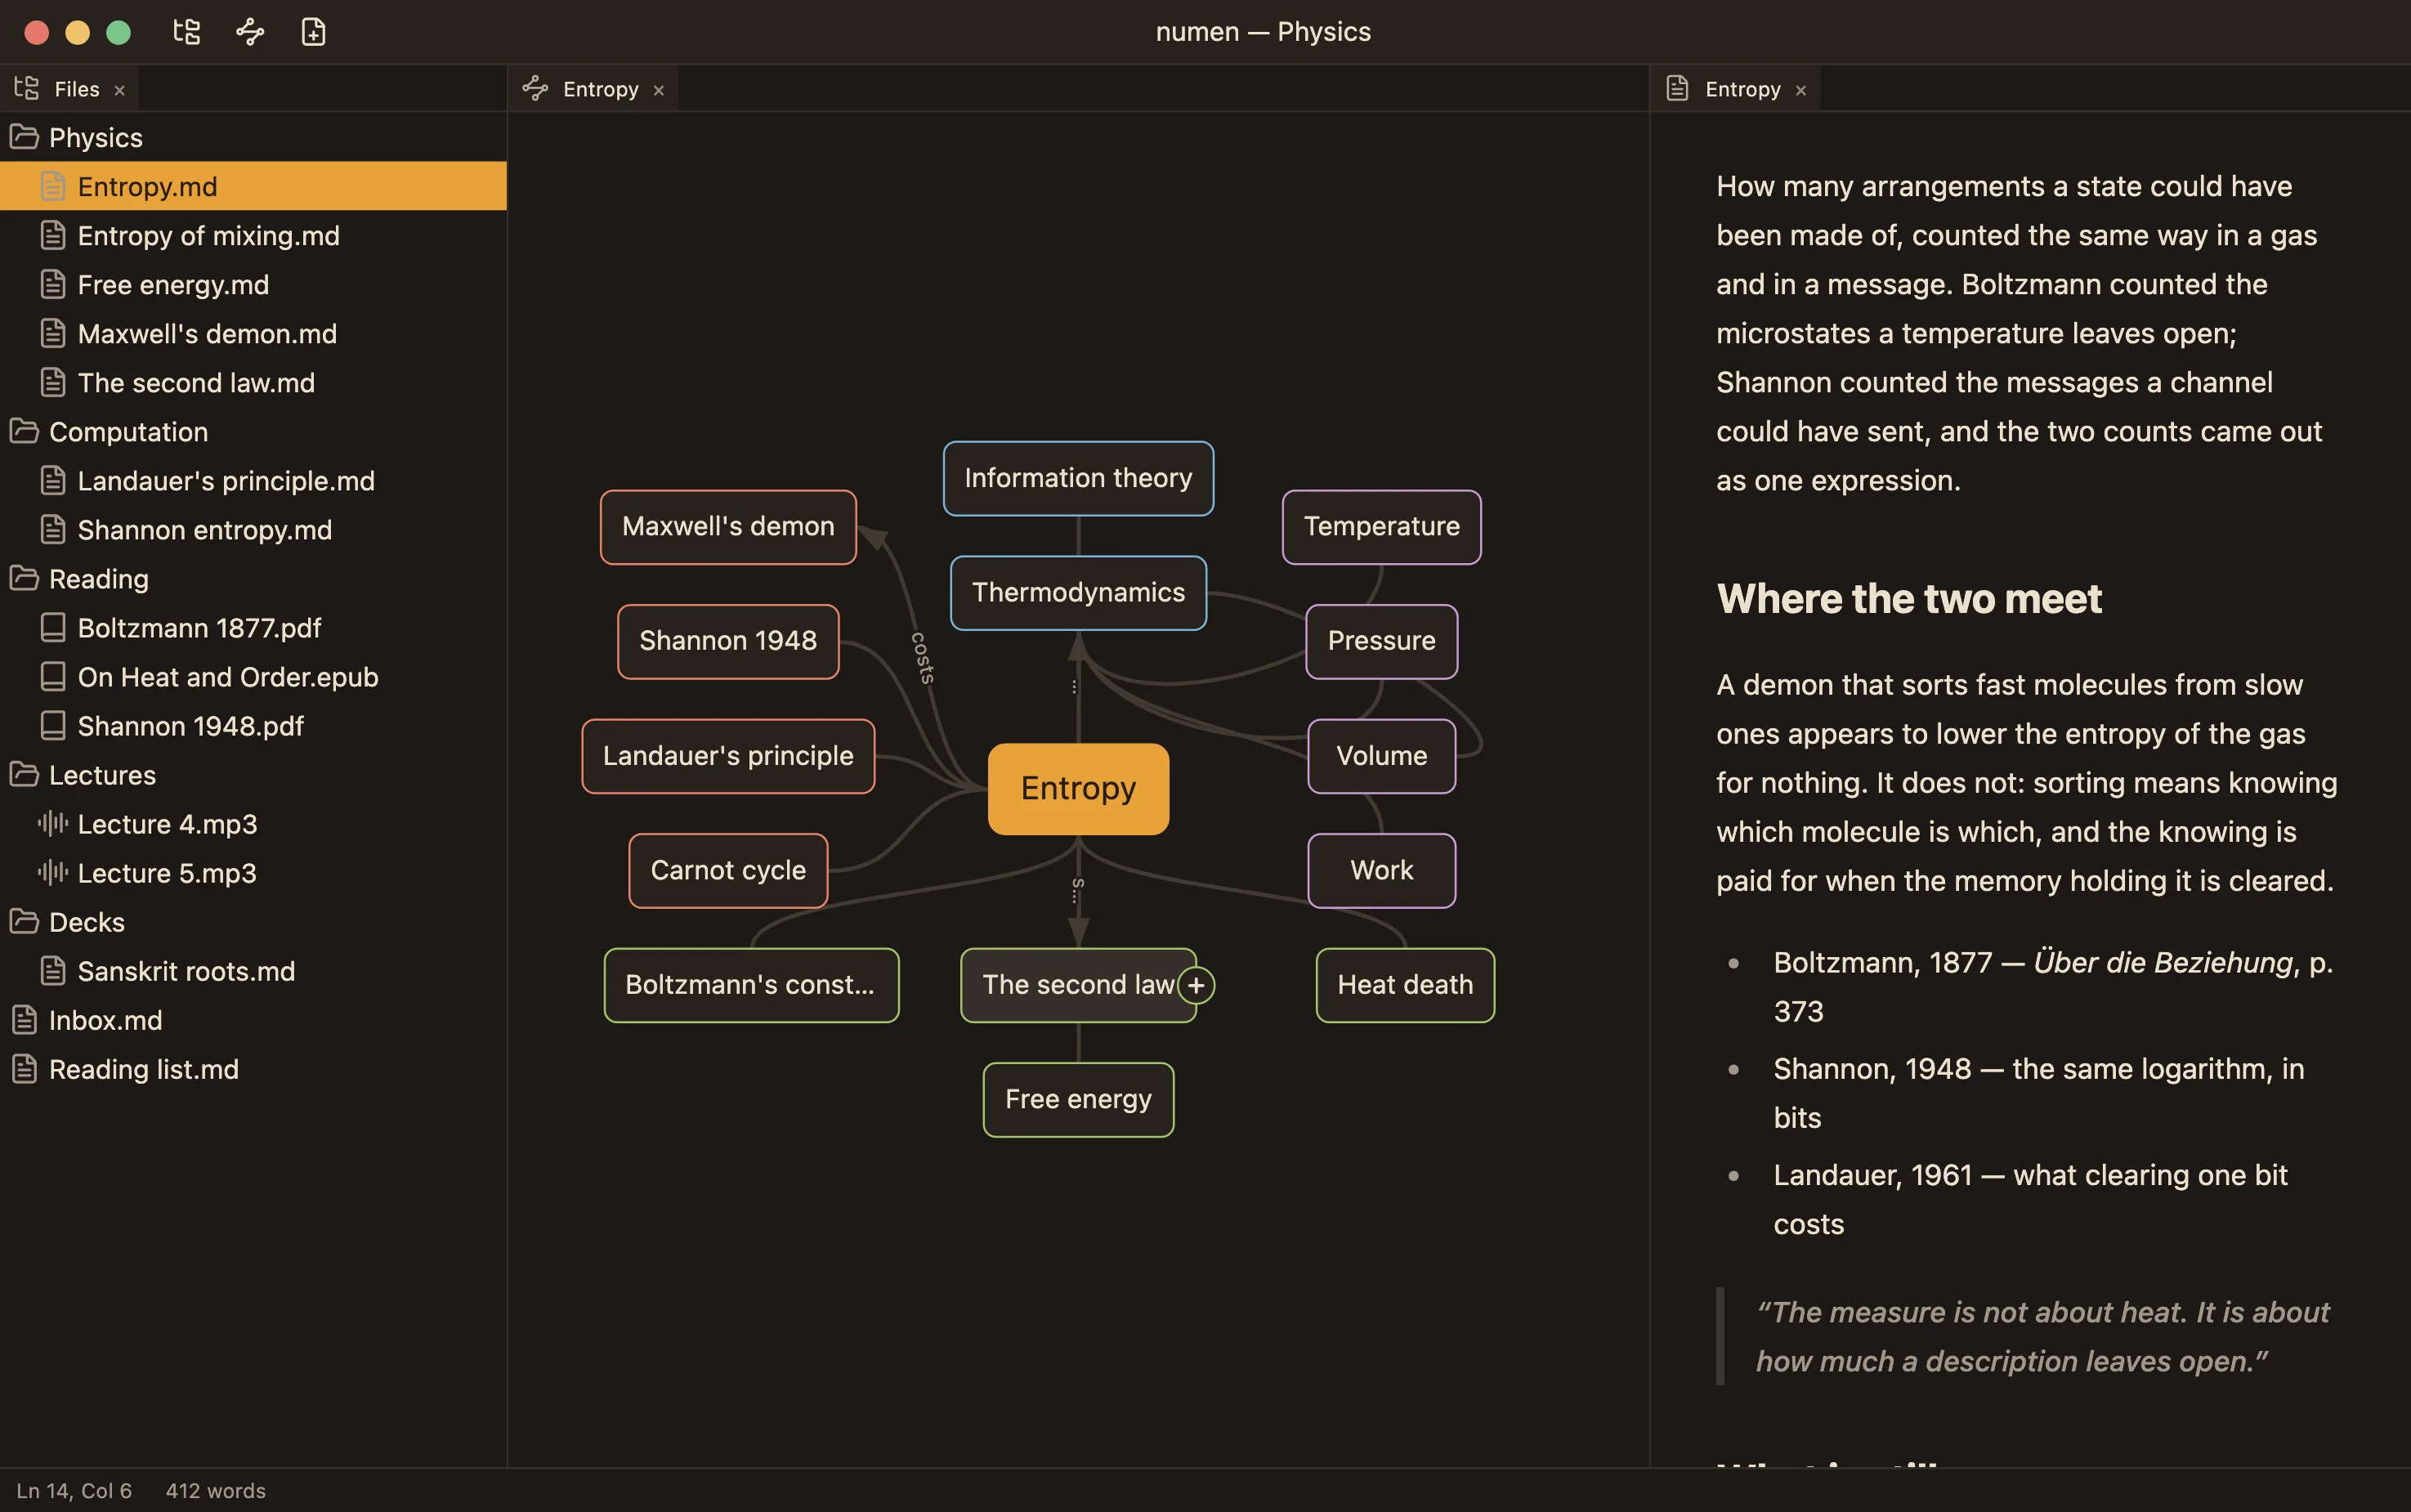 numen — Physics
Files ×
Physics
Entropy.md
Entropy of mixing.md
Free energy.md
Maxwell's demon.md
The second law.md
Computation
Landauer's principle.md
Shannon entropy.md
Reading
Boltzmann 1877.pdf
On Heat and Order.epub
Shannon 1948.pdf
Lectures
Lecture 4.mp3
Lecture 5.mp3
Decks
Sanskrit roots.md
Inbox.md
Reading list.md
Entropy ×
Information theory
Maxwell's demon
Temperature
Thermodynamics
Shannon 1948
costs
Pressure
...
Landauer's principle
Entropy
Volume
Carnot cycle
s...
Work
Boltzmann's const...
The second law
+
Heat death
Free energy
Entropy ×
How many arrangements a state could have
been made of, counted the same way in a gas
and in a message. Boltzmann counted the
microstates a temperature leaves open;
Shannon counted the messages a channel
could have sent, and the two counts came out
as one expression.
Where the two meet
A demon that sorts fast molecules from slow
ones appears to lower the entropy of the gas
for nothing. It does not: sorting means knowing
which molecule is which, and the knowing is
paid for when the memory holding it is cleared.
• Boltzmann, 1877 — Über die Beziehung, p.
373
• Shannon, 1948 — the same logarithm, in
bits
• Landauer, 1961 — what clearing one bit
costs
“The measure is not about heat. It is about
how much a description leaves open.”
Ln 14, Col 6 412 words